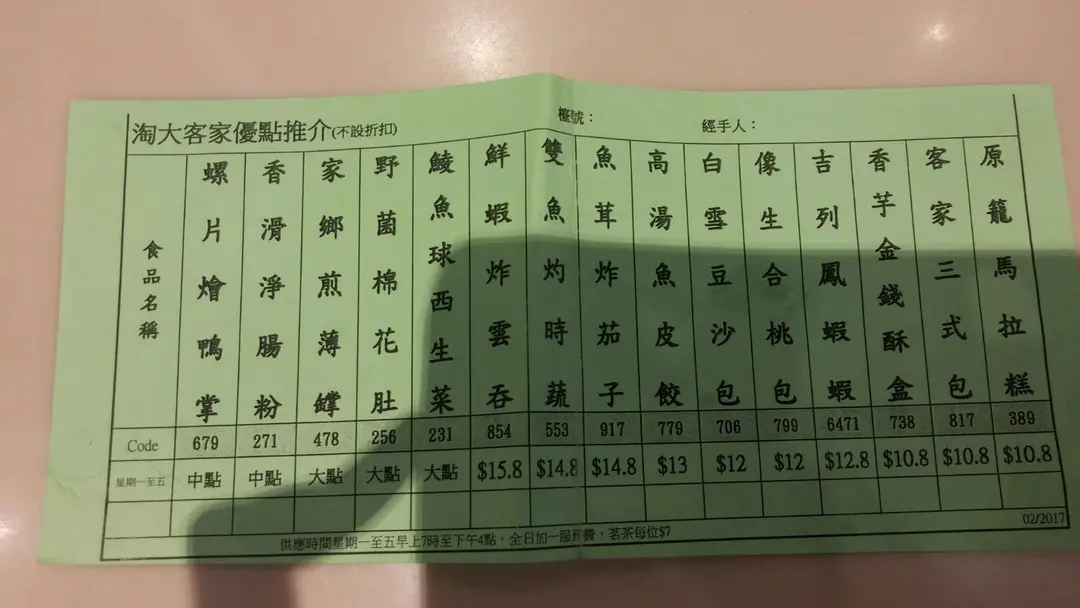 淘大客家優點推介(不設折扣)
檯號：
經手人：
食品名稱
螺片燴鴨掌
香滑淨腸粉
家鄉煎薄罉
野菌棉花肚
鯪魚球西生菜
鮮蝦炸雲吞
雙魚灼時蔬
魚茸炸茄子
高湯魚皮餃
白雪豆沙包
像生合桃包
吉列鳳蝦蝦
香芋金錢酥盒
客家三式包
原籠馬拉糕
Code 679 271 478 256 231 854 553 917 779 706 799 6471 738 817 389
星期一至五 中點 中點 大點 大點 大點 $15.8 $14.8 $14.8 $13 $12 $12 $12.8 $10.8 $10.8 $10.8
供應時間星期一至五早上7時至下午4點，全日加一服務費，茗茶每位$7
02/2017